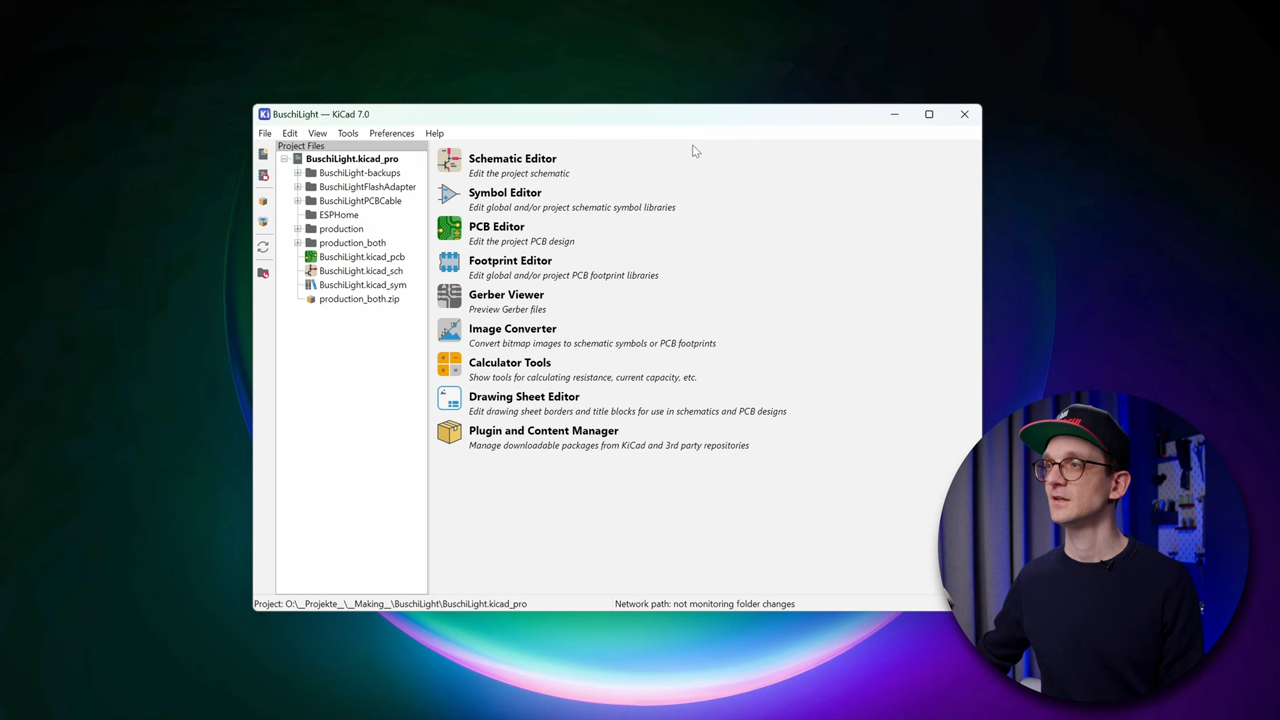 BuschiLight — KiCad 7.0
File Edit View Tools Preferences Help
Project Files
BuschiLight.kicad_pro
BuschiLight-backups
BuschiLightFlashAdapter
BuschiLightPCBCable
ESPHome
production
production_both
BuschiLight.kicad_pcb
BuschiLight.kicad_sch
BuschiLight.kicad_sym
production_both.zip
Schematic Editor
Edit the project schematic
Symbol Editor
Edit global and/or project schematic symbol libraries
PCB Editor
Edit the project PCB design
Footprint Editor
Edit global and/or project PCB footprint libraries
Gerber Viewer
Preview Gerber files
Image Converter
Convert bitmap images to schematic symbols or PCB footprints
Calculator Tools
Show tools for calculating resistance, current capacity, etc.
Drawing Sheet Editor
Edit drawing sheet borders and title blocks for use in schematics and PCB designs
Plugin and Content Manager
Manage downloadable packages from KiCad and 3rd party repositories
Project: O:\__Projekte__\__Making__\BuschiLight\BuschiLight.kicad_pro
Network path: not monitoring folder changes